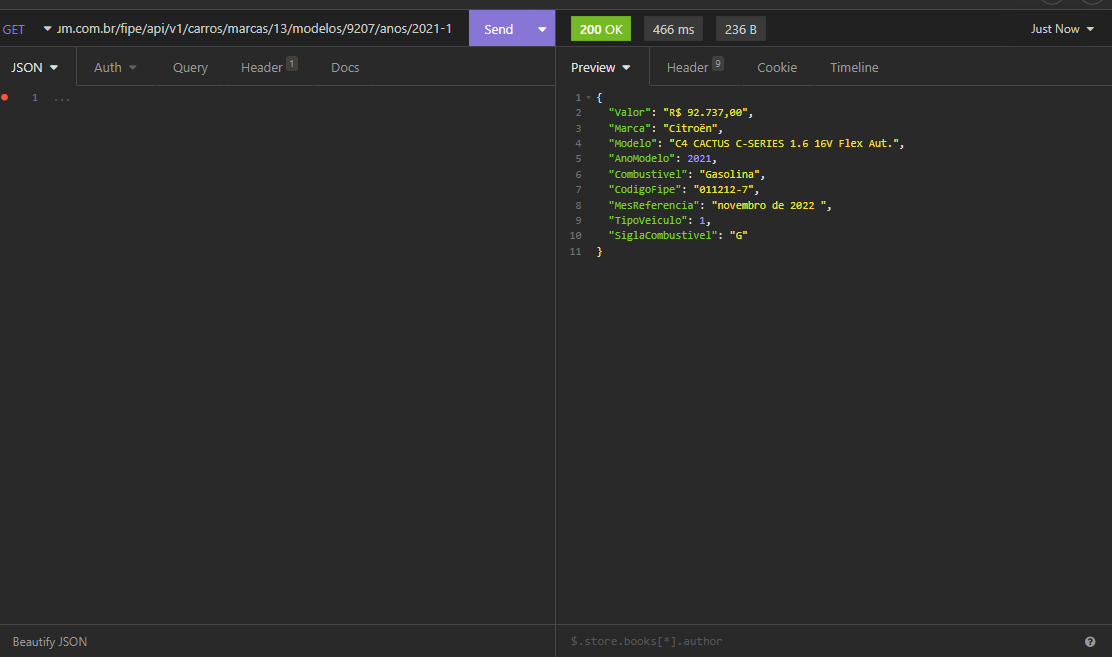 GET um.com.br/fipe/api/v1/carros/marcas/13/modelos/9207/anos/2021-1 Send 200 OK 466 ms 236 B Just Now
JSON Auth Query Header 1 Docs Preview Header 9 Cookie Timeline
1 ...
1 {
2 "Valor": "R$ 92.737,00",
3 "Marca": "Citroën",
4 "Modelo": "C4 CACTUS C-SERIES 1.6 16V Flex Aut.",
5 "AnoModelo": 2021,
6 "Combustivel": "Gasolina",
7 "CodigoFipe": "011212-7",
8 "MesReferencia": "novembro de 2022 ",
9 "TipoVeiculo": 1,
10 "SiglaCombustivel": "G"
11 }
Beautify JSON $.store.books[*].author ?